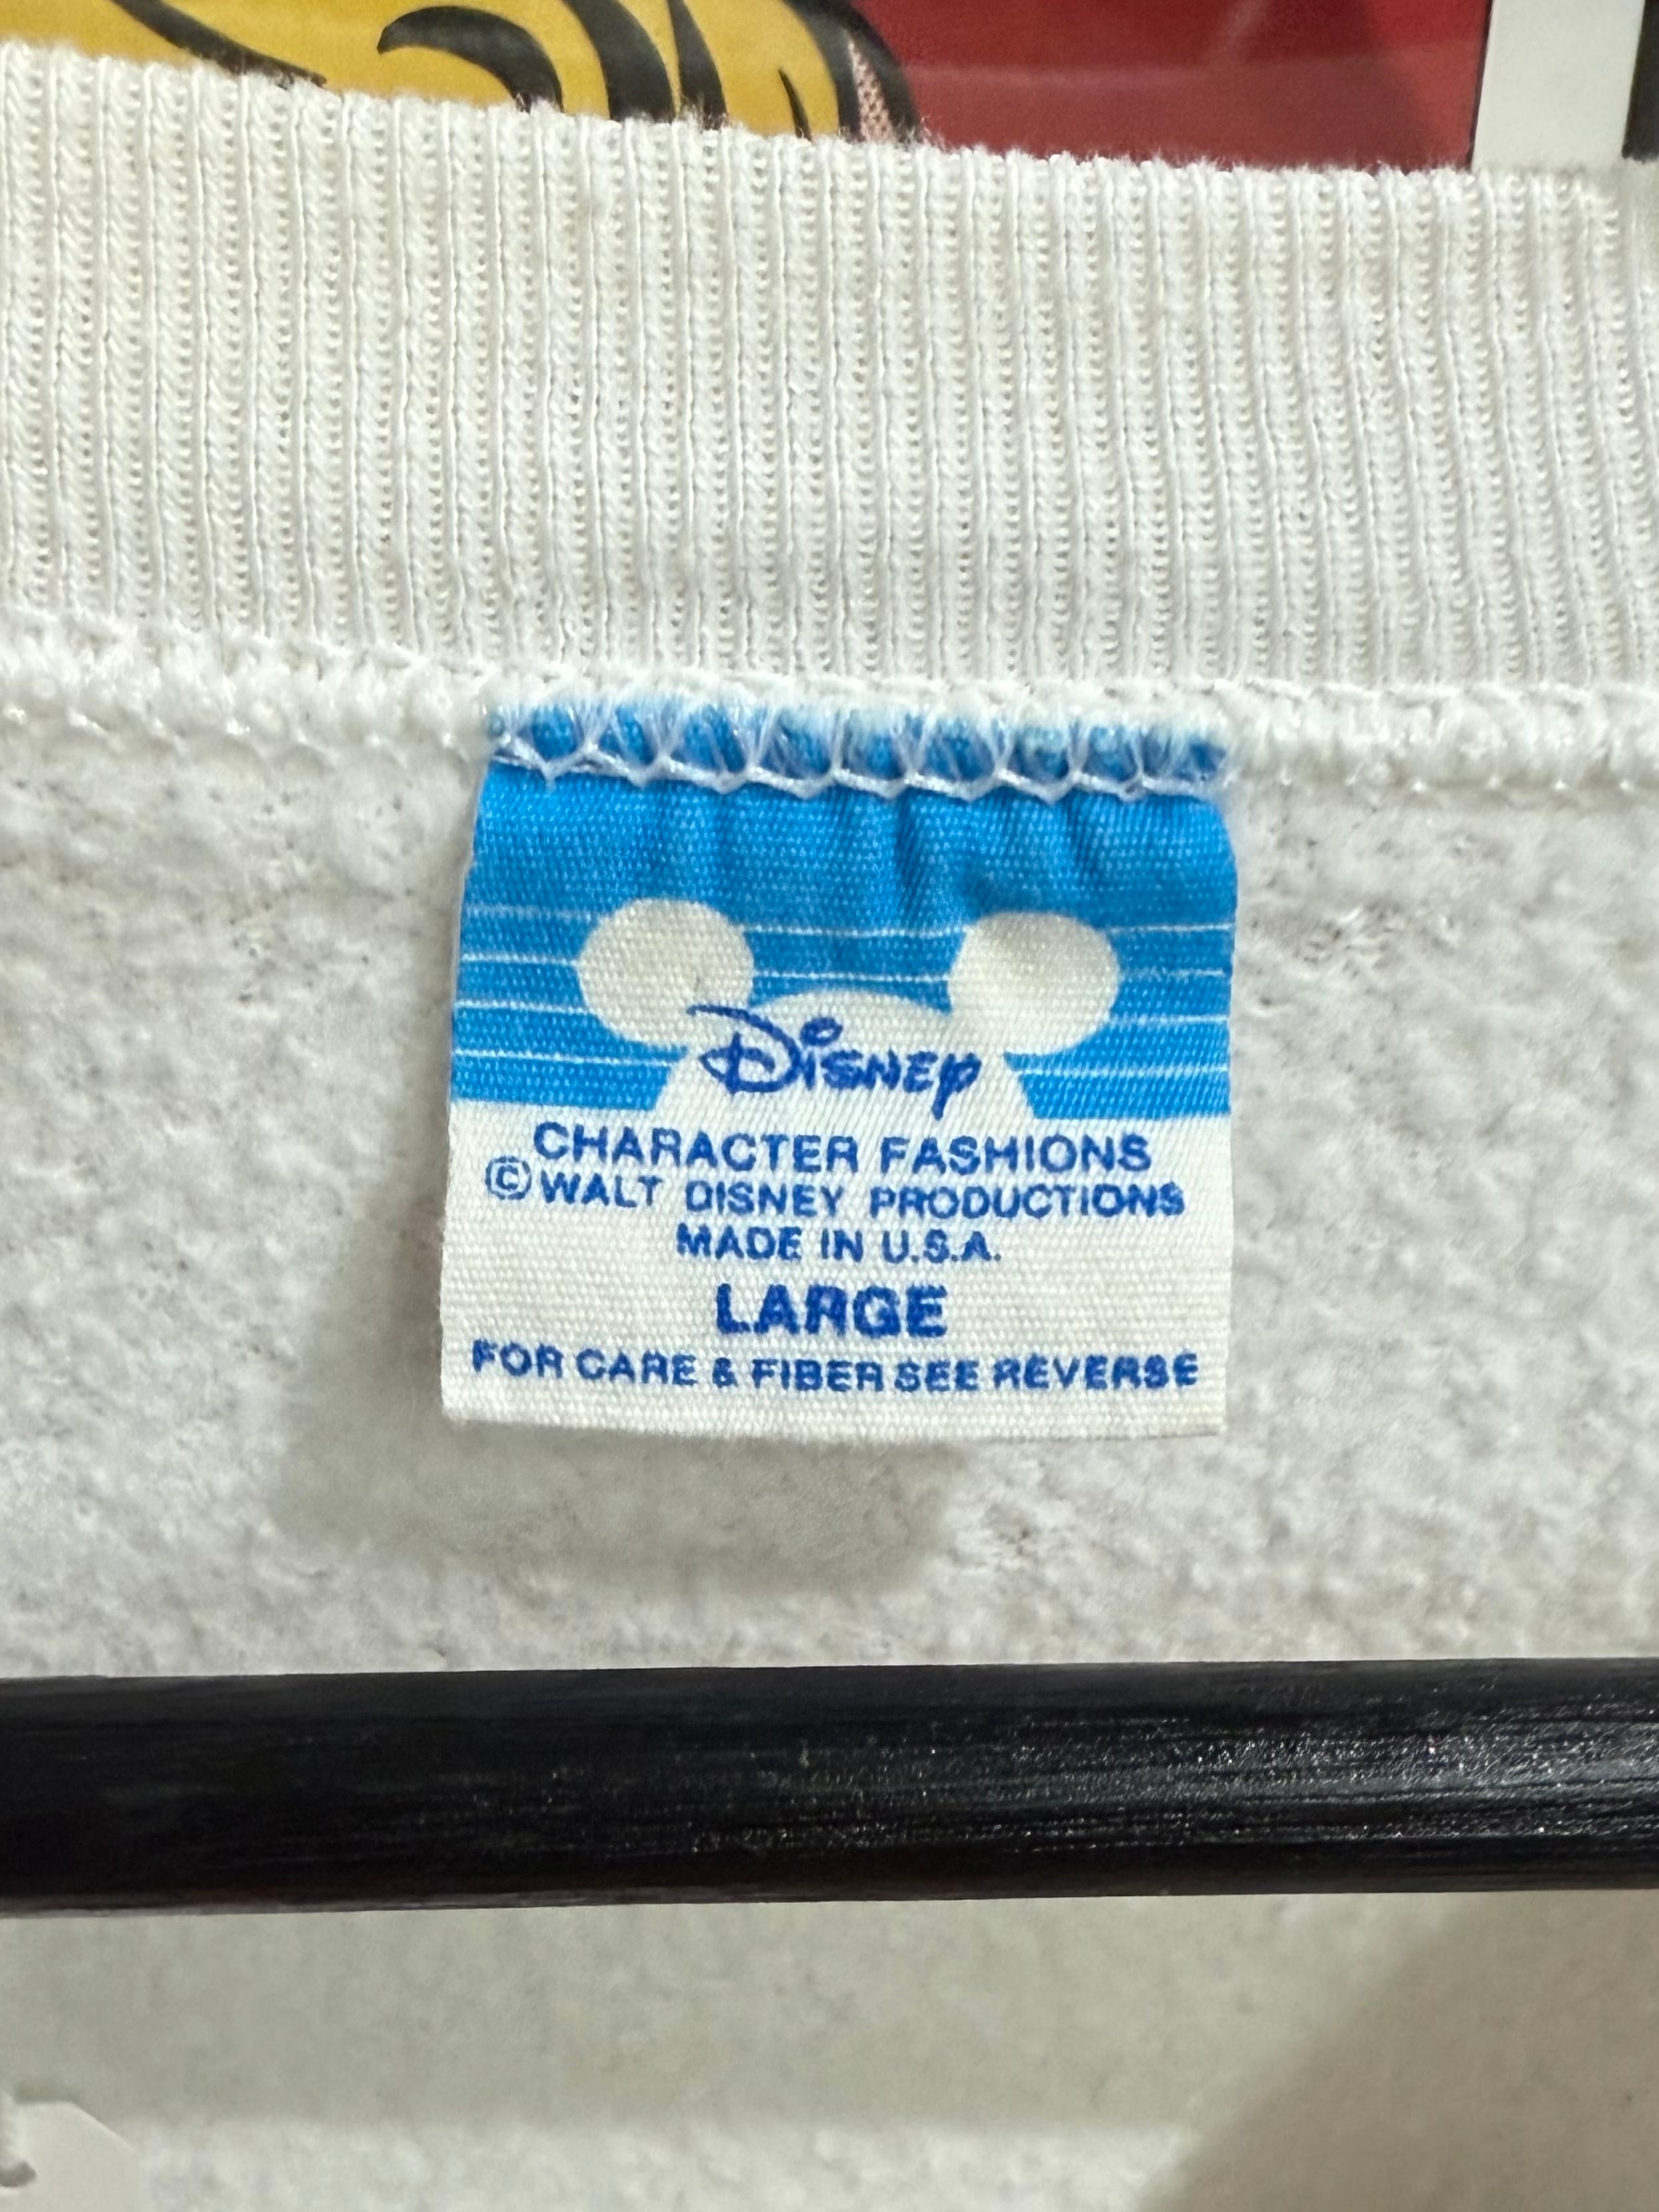 Disney
CHARACTER FASHIONS
© WALT DISNEY PRODUCTIONS
MADE IN U.S.A.
LARGE
FOR CARE & FIBER SEE REVERSE